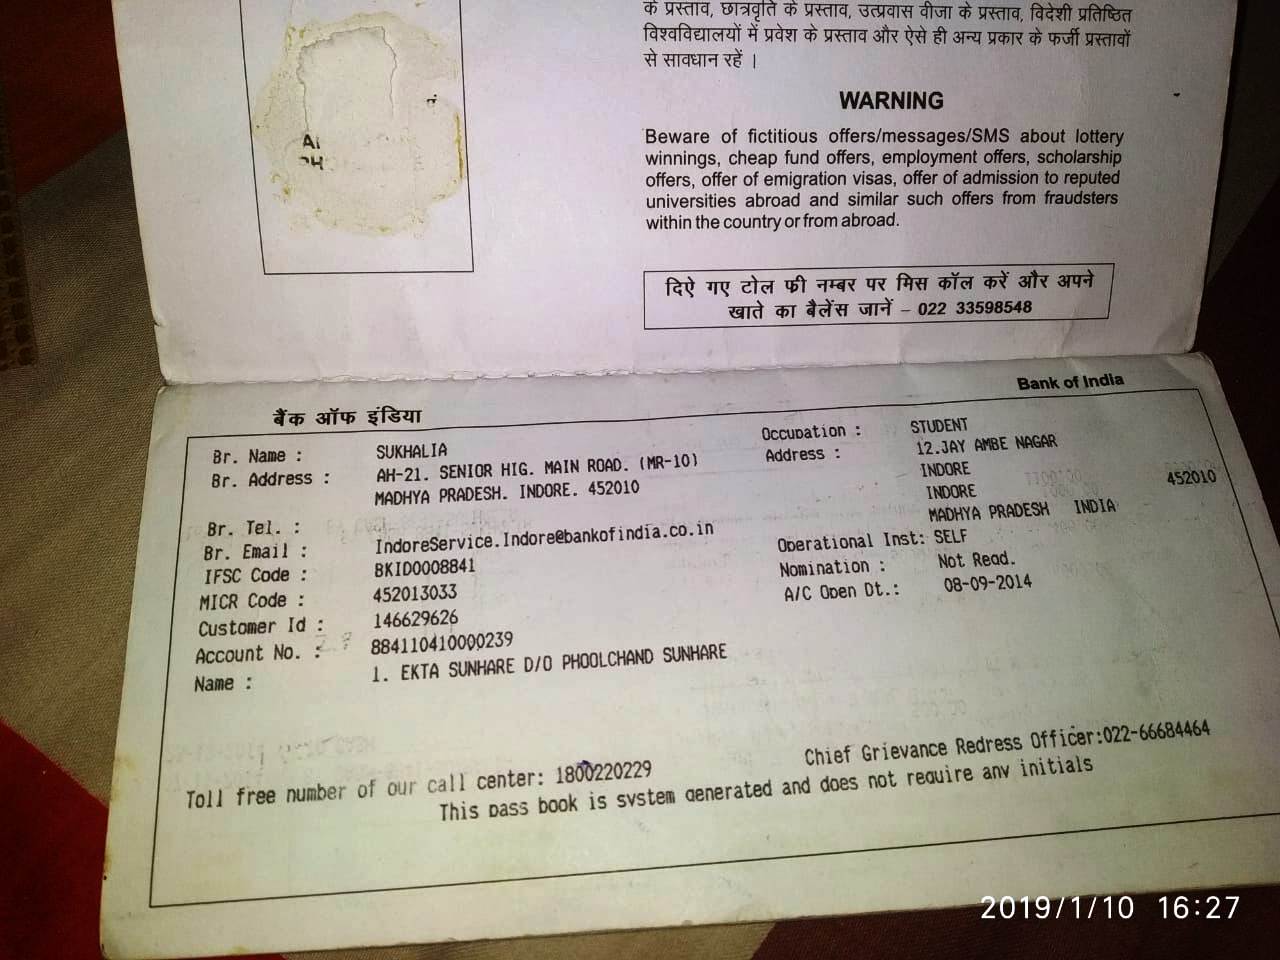 के प्रस्ताव, छात्रवृति के प्रस्ताव, उत्प्रवास वीजा के प्रस्ताव, विदेशी प्रतिष्ठित
विश्वविद्यालयों में प्रवेश के प्रस्ताव और ऐसे ही अन्य प्रकार के फर्जी प्रस्तावों
से सावधान रहें ।
WARNING
Beware of fictitious offers/messages/SMS about lottery
winnings, cheap fund offers, employment offers, scholarship
offers, offer of emigration visas, offer of admission to reputed
universities abroad and similar such offers from fraudsters
within the country or from abroad.
दिऐ गए टोल फ्री नम्बर पर मिस कॉल करें और अपने
खाते का बैलेंस जानें – 022 33598548
बैंक ऑफ इंडिया
Bank of India
Br. Name : SUKHALIA
Br. Address : AH-21. SENIOR HIG. MAIN ROAD. (MR-10)
MADHYA PRADESH. INDORE. 452010
Br. Tel. :
Br. Email : IndoreService.Indore@bankofindia.co.in
IFSC Code : BKID0008841
MICR Code : 452013033
Customer Id : 146629626
Account No. : 884110410000239
Name : 1. EKTA SUNHARE D/O PHOOLCHAND SUNHARE
Occupation : STUDENT
Address : 12.JAY AMBE NAGAR
INDORE
INDORE 452010
MADHYA PRADESH INDIA
Operational Inst: SELF
Nomination : Not Read.
A/C Open Dt.: 08-09-2014
Toll free number of our call center: 1800220229
Chief Grievance Redress Officer:022-66684464
This pass book is system generated and does not require any initials
2019/1/10 16:27